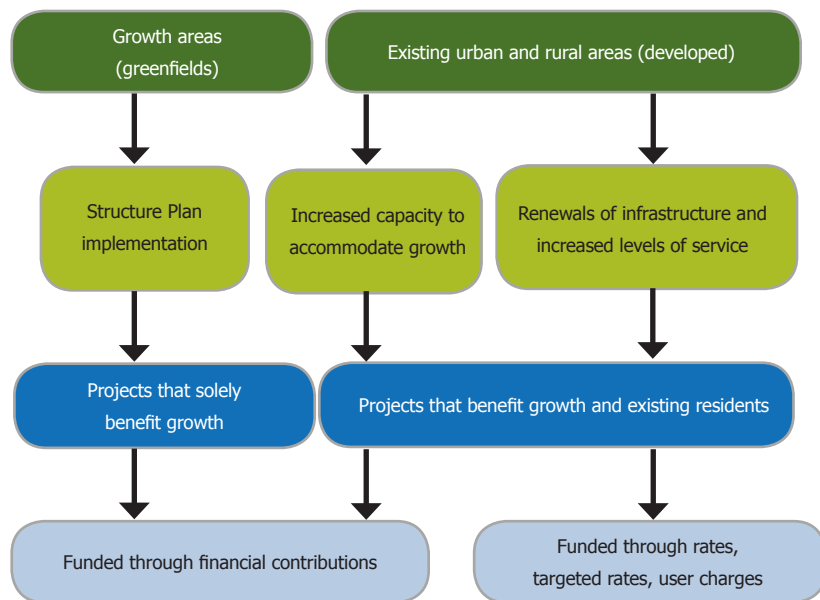 Growth areas
(greenfields)
Existing urban and rural areas (developed)
Structure Plan
implementation
Increased capacity to
accommodate growth
Renewals of infrastructure and
increased levels of service
Projects that solely
benefit growth
Projects that benefit growth and existing residents
Funded through financial contributions
Funded through rates,
targeted rates, user charges